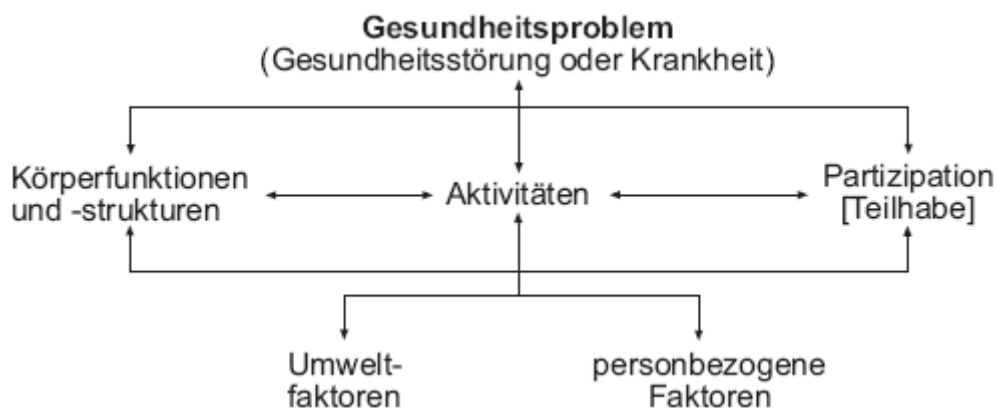 Gesundheitsproblem
(Gesundheitsstörung oder Krankheit)
Körperfunktionen
und -strukturen
Aktivitäten
Partizipation
[Teilhabe]
Umwelt-
faktoren
personbezogene
Faktoren